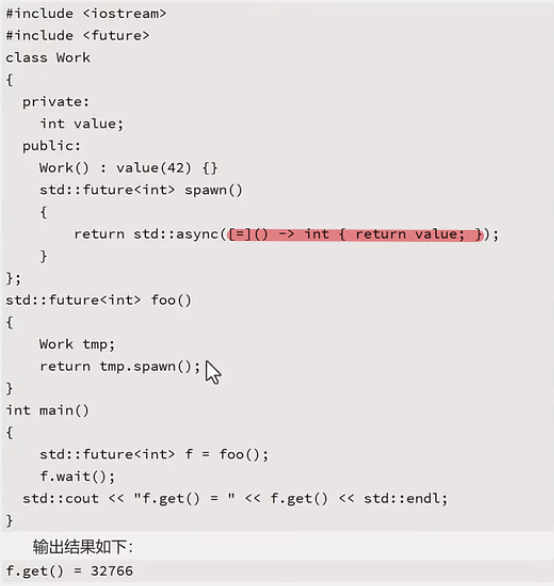 #include <iostream>
#include <future>
class Work
{
  private:
    int value;
  public:
    Work() : value(42) {}
    std::future<int> spawn()
    {
        return std::async([=]() -> int { return value; });
    }
};
std::future<int> foo()
{
    Work tmp;
    return tmp.spawn();
}
int main()
{
    std::future<int> f = foo();
    f.wait();
  std::cout << "f.get() = " << f.get() << std::endl;
}
输出结果如下：
f.get() = 32766